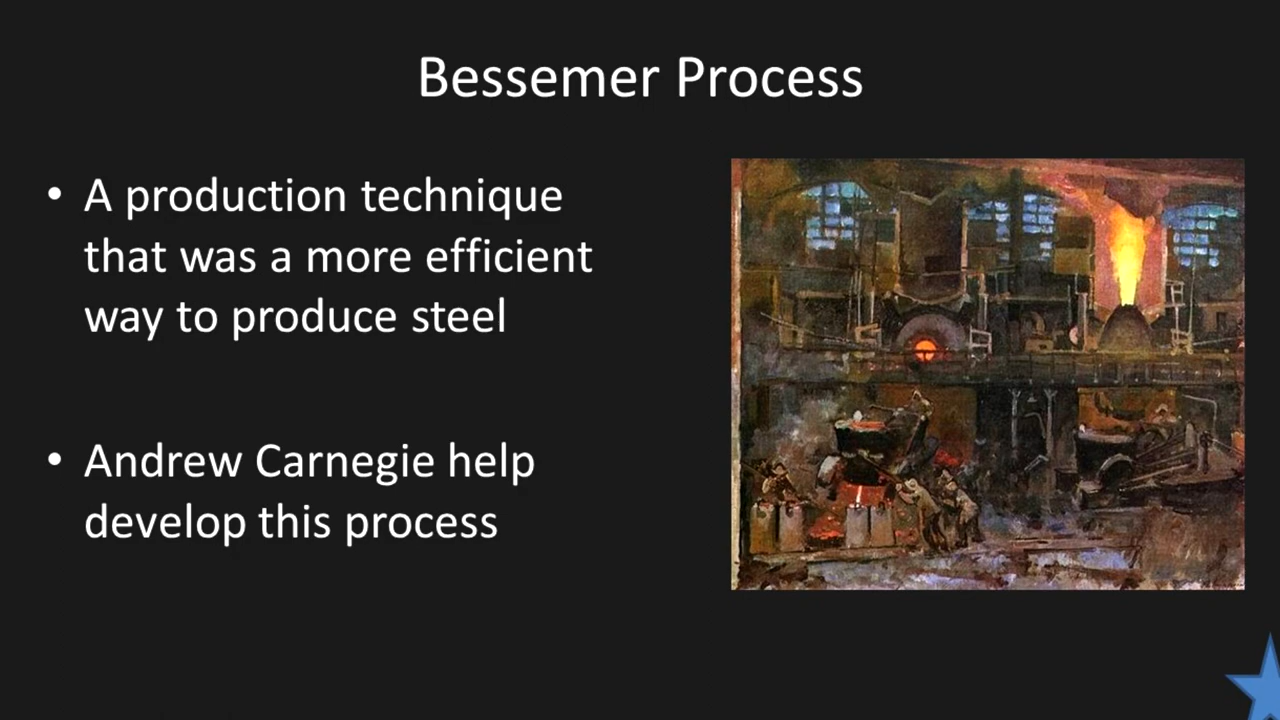 Bessemer Process
• A production technique
that was a more efficient
way to produce steel
• Andrew Carnegie help
develop this process